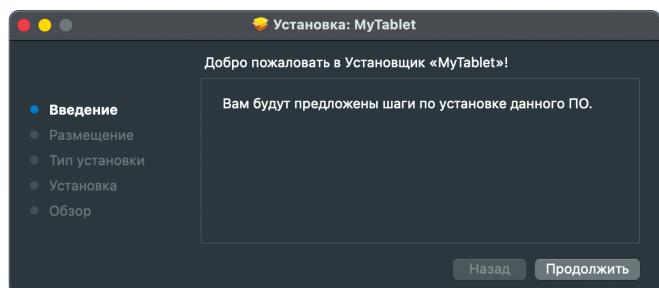 Установка: MyTablet
Добро пожаловать в Установщик «MyTablet»!
Вам будут предложены шаги по установке данного ПО.
Введение
Размещение
Тип установки
Установка
Обзор
Назад
Продолжить